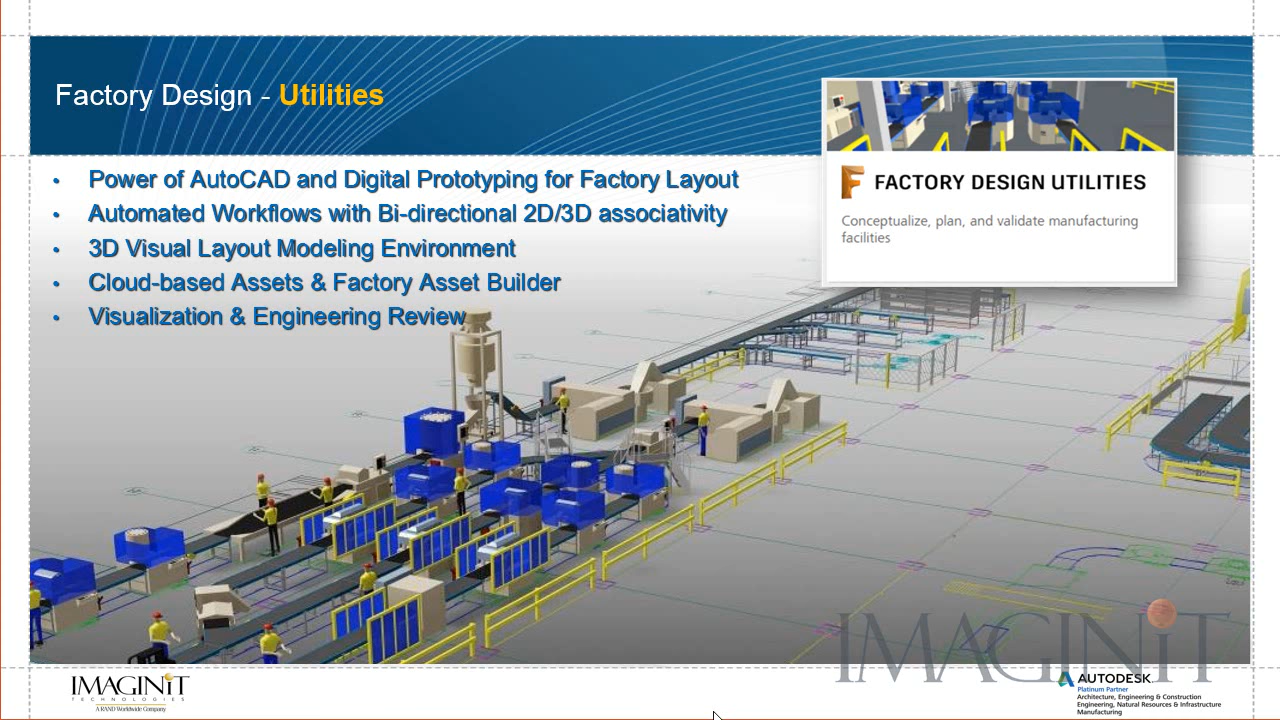 Factory Design - Utilities
• Power of AutoCAD and Digital Prototyping for Factory Layout
• Automated Workflows with Bi-directional 2D/3D associativity
• 3D Visual Layout Modeling Environment
• Cloud-based Assets & Factory Asset Builder
• Visualization & Engineering Review
FACTORY DESIGN UTILITIES
Conceptualize, plan, and validate manufacturing
facilities
IMAGINiT
IMAGINiT
TECHNOLOGIES
A RAND Worldwide Company
AUTODESK.
Platinum Partner
Architecture, Engineering & Construction
Engineering, Natural Resources & Infrastructure
Manufacturing